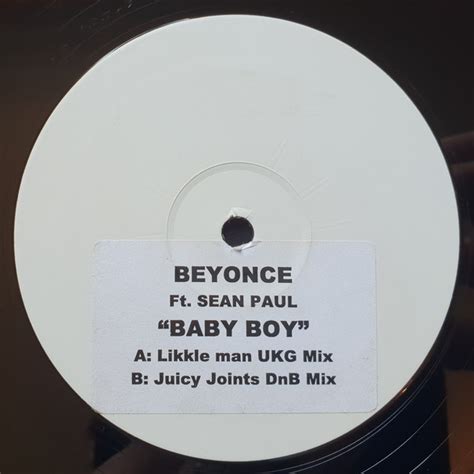 BEYONCE
Ft. SEAN PAUL
“BABY BOY”
A: Likkle man UKG Mix
B: Juicy Joints DnB Mix